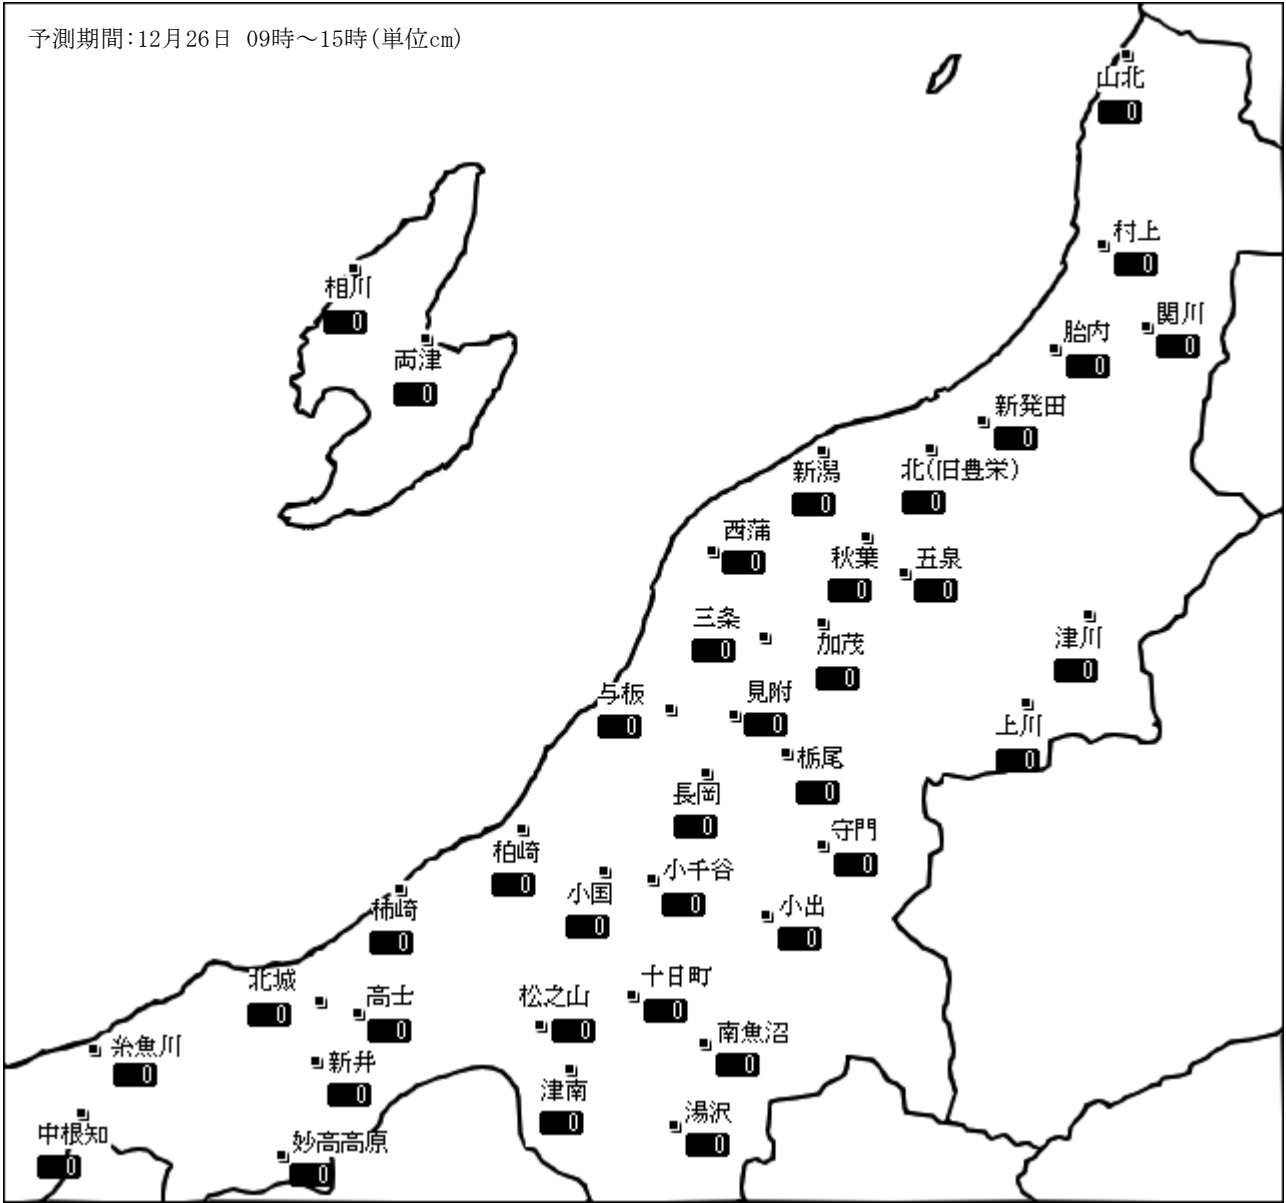 予測期間:12月26日 09時～15時(単位cm)
山北
0
村上
0
相川
0
関川
0
胎内
0
両津
0
新発田
0
新潟
0
北(旧豊栄)
0
西蒲
0
秋葉
0
五泉
0
三条
0
加茂
0
津川
0
与板
0
見附
0
上川
0
栃尾
0
長岡
0
守門
0
柏崎
0
小国
0
小千谷
0
小出
0
柿崎
0
北城
0
高士
0
松之山
0
十日町
0
南魚沼
0
糸魚川
0
新井
0
津南
0
湯沢
0
中根知
0
妙高高原
0